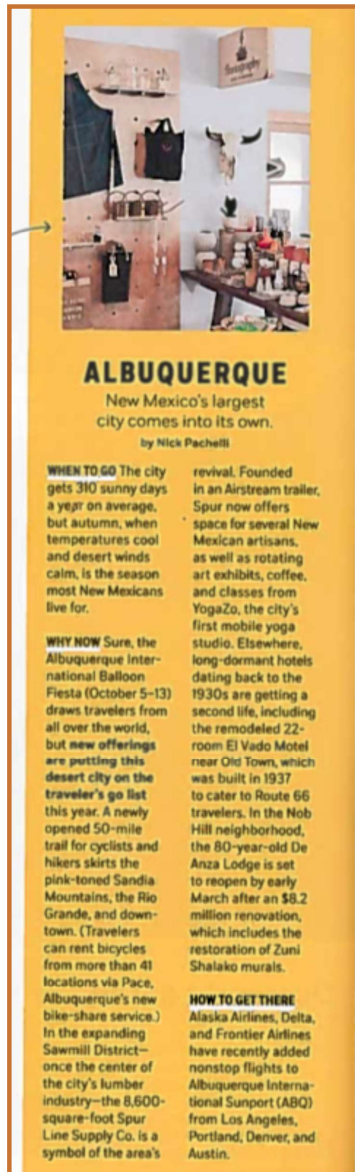 ALBUQUERQUE
New Mexico's largest
city comes into its own.
by Nick Pachelli
WHEN TO GO The city
gets 310 sunny days
a year on average,
but autumn, when
temperatures cool
and desert winds
calm, is the season
most New Mexicans
live for.
WHY NOW Sure, the
Albuquerque Inter-
national Balloon
Fiesta (October 5–13)
draws travelers from
all over the world,
but new offerings
are putting this
desert city on the
traveler's go list
this year. A newly
opened 50-mile
trail for cyclists and
hikers skirts the
pink-toned Sandia
Mountains, the Rio
Grande, and down-
town. (Travelers
can rent bicycles
from more than 41
locations via Pace,
Albuquerque's new
bike-share service.)
In the expanding
Sawmill District—
once the center of
the city's lumber
industry—the 8,600-
square-foot Spur
Line Supply Co. is a
symbol of the area's
revival. Founded
in an Airstream trailer,
Spur now offers
space for several New
Mexican artisans,
as well as rotating
art exhibits, coffee,
and classes from
YogaZo, the city's
first mobile yoga
studio. Elsewhere,
long-dormant hotels
dating back to the
1930s are getting a
second life, including
the remodeled 22-
room El Vado Motel
near Old Town, which
was built in 1937
to cater to Route 66
travelers. In the Nob
Hill neighborhood,
the 80-year-old De
Anza Lodge is set
to reopen by early
March after an $8.2
million renovation,
which includes the
restoration of Zuni
Shalako murals.
HOW TO GET THERE
Alaska Airlines, Delta,
and Frontier Airlines
have recently added
nonstop flights to
Albuquerque Interna-
tional Sunport (ABQ)
from Los Angeles,
Portland, Denver, and
Austin.